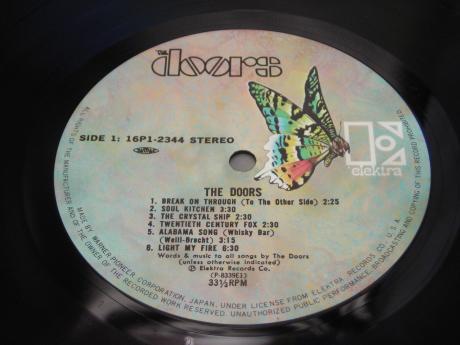 THE
doors
SIDE 1: 16P1-2344 STEREO
elektra
THE DOORS
1. BREAK ON THROUGH (To The Other Side) 2:25
2. SOUL KITCHEN 3:30
3. THE CRYSTAL SHIP 2:30
4. TWENTIETH CENTURY FOX 2:30
5. ALABAMA SONG (Whisky Bar)
(Weill-Brecht) 3:15
6. LIGHT MY FIRE 6:30
Words & music to all songs by The Doors
(unless otherwise indicated)
Ⓟ Elektra Records Co.
(P-8339E1)
33⅓RPM
ALL RIGHTS OF THE MANUFACTURER AND OF THE OWNER OF THE RECORDED WORK RESERVED. UNAUTHORIZED PUBLIC PERFORMANCE, BROADCASTING AND COPYING OF THIS RECORD PROHIBITED.
MADE BY WARNER-PIONEER CORPORATION, JAPAN. UNDER LICENSE FROM ELEKTRA RECORDS CO., U.S.A.